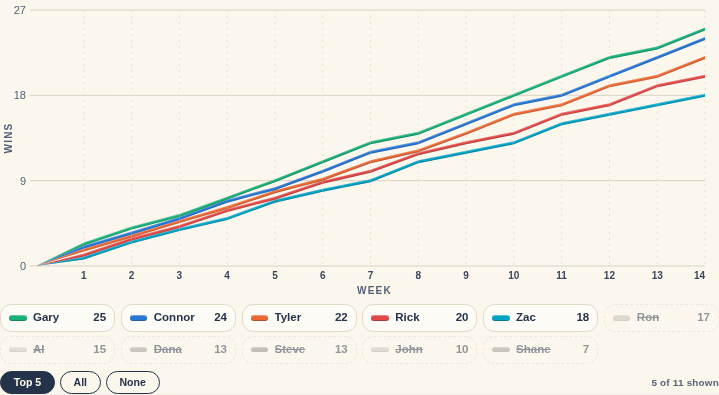 27
18
9
0
WINS
1 2 3 4 5 6 7 8 9 10 11 12 13 14
WEEK
Gary 25 Connor 24 Tyler 22 Rick 20 Zac 18 Ron 17
Al 15 Dana 13 Steve 13 John 10 Shane 7
Top 5 All None 5 of 11 shown